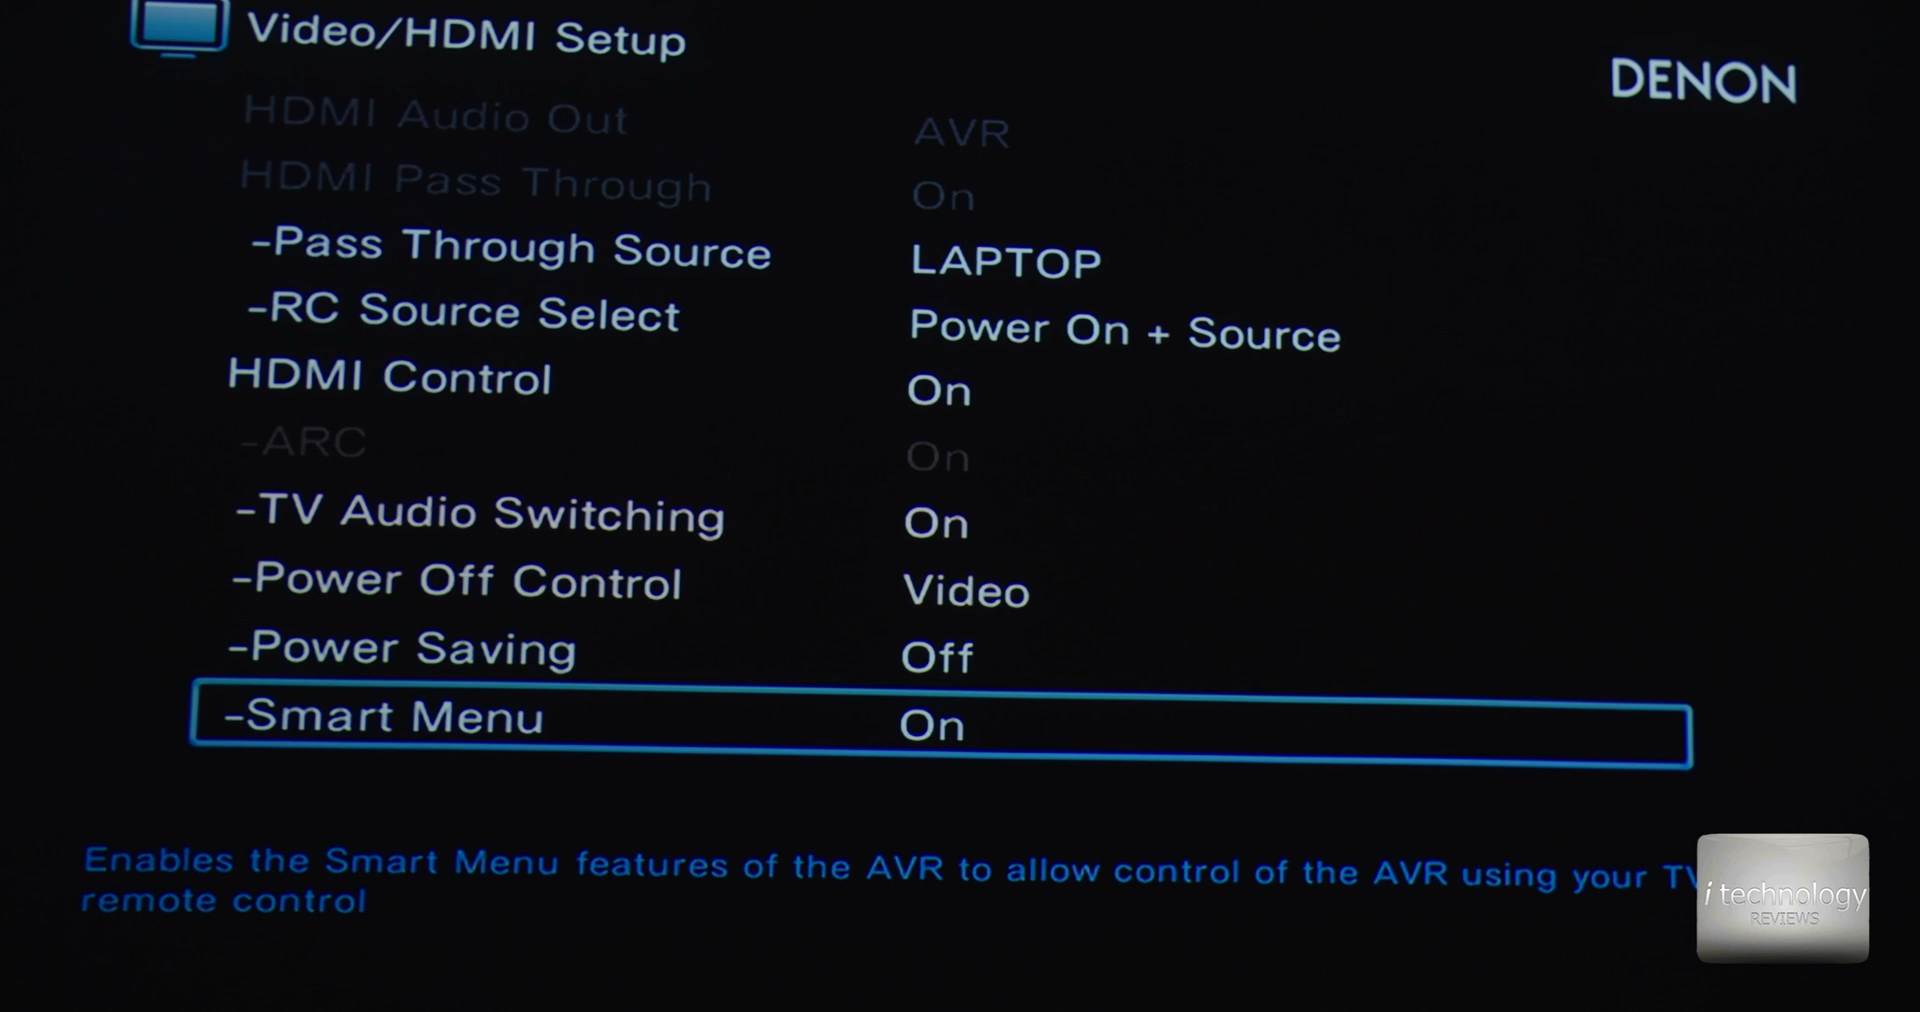 Video/HDMI Setup
DENON
HDMI Audio Out AVR
HDMI Pass Through On
-Pass Through Source LAPTOP
-RC Source Select Power On + Source
HDMI Control On
-ARC On
-TV Audio Switching On
-Power Off Control Video
-Power Saving Off
-Smart Menu On
Enables the Smart Menu features of the AVR to allow control of the AVR using your TV
remote control
i technology
REVIEWS